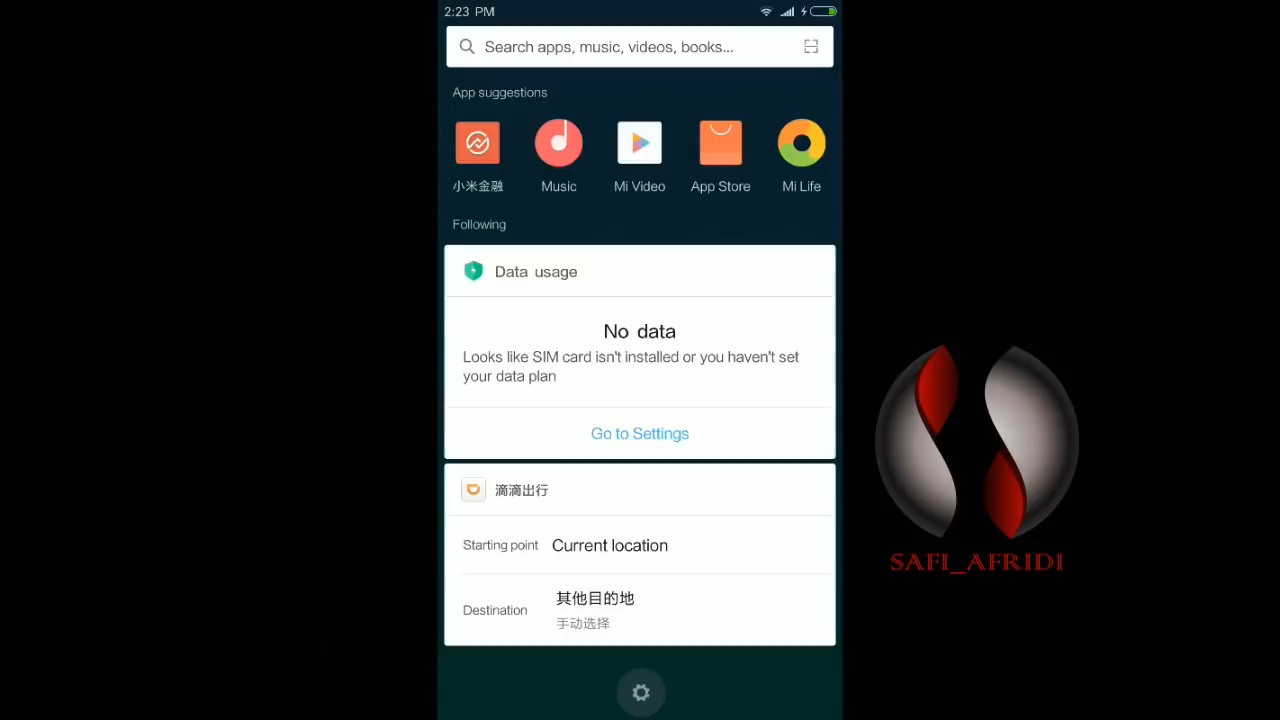 2:23 PM
Search apps, music, videos, books...
App suggestions
小米金融
Music
Mi Video
App Store
Mi Life
Following
Data usage
No data
Looks like SIM card isn't installed or you haven't set
your data plan
Go to Settings
滴滴出行
Starting point Current location
Destination
其他目的地
手动选择
SAFI_AFRIDI